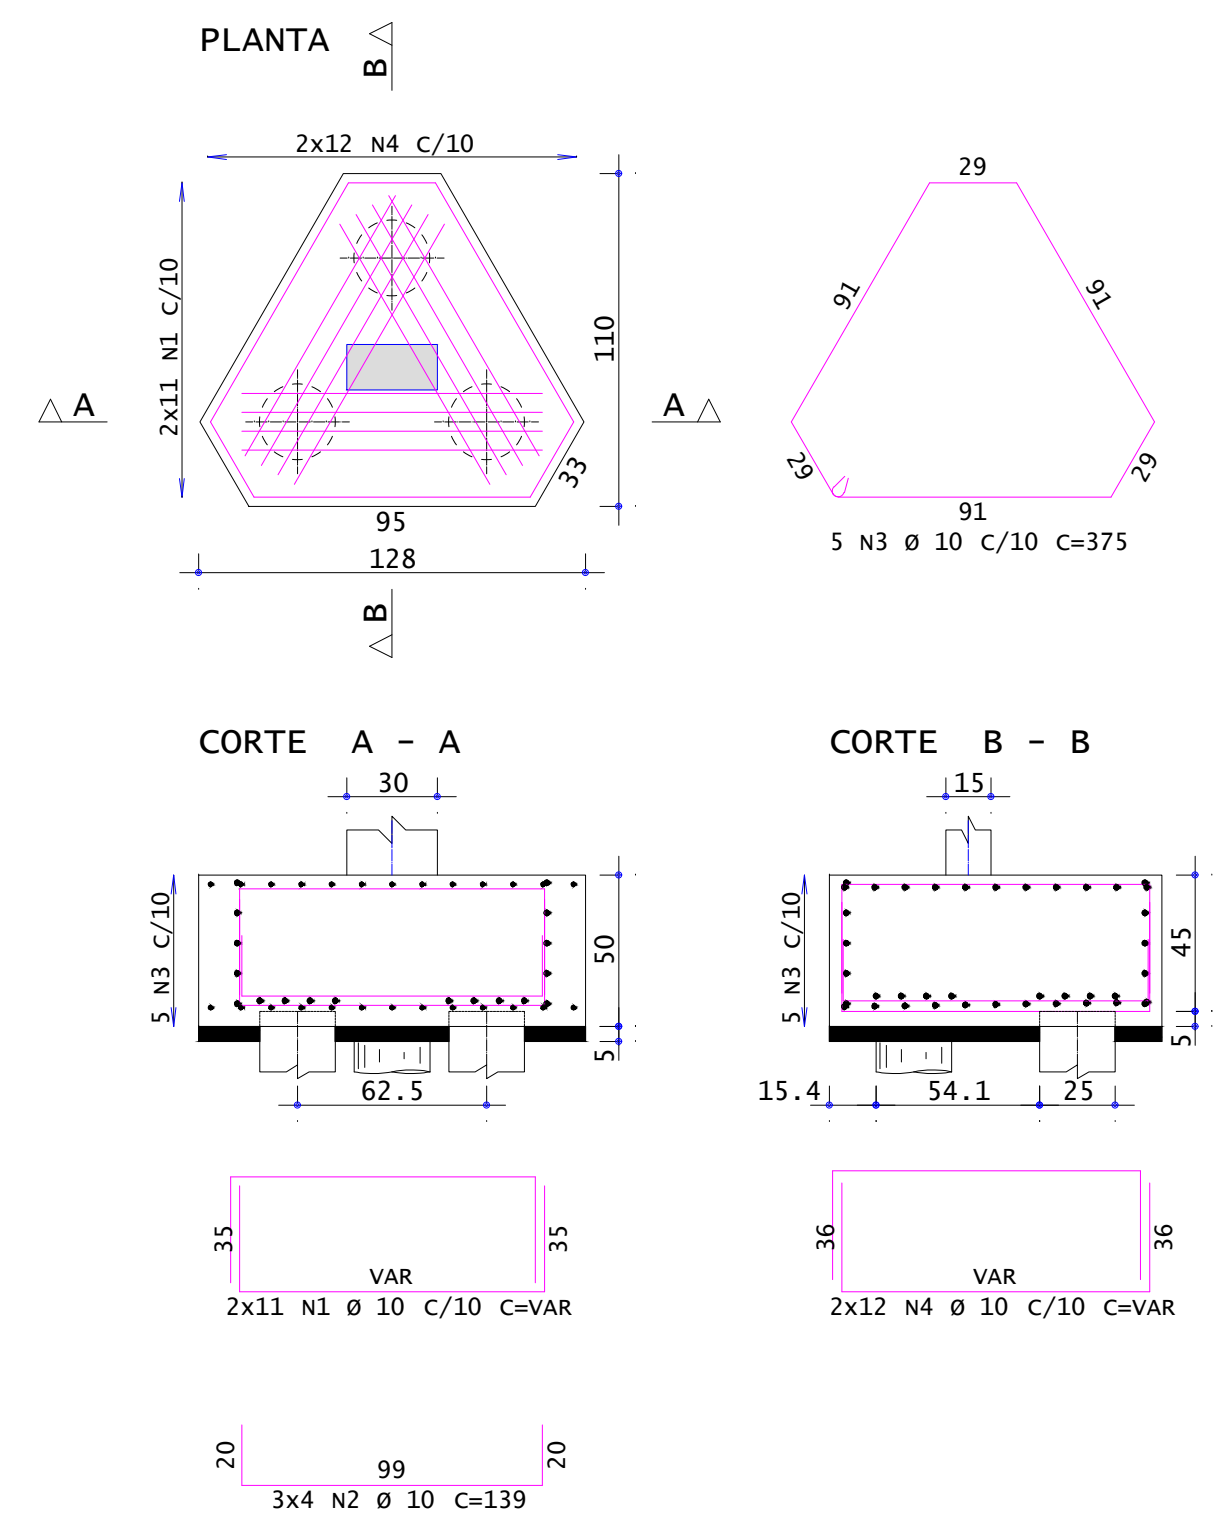 PLANTA
B
2x12 N4 C/10
2x11 N1 C/10
110
A
A
33
95
128
B
29
91
91
29
29
91
5 N3 Ø 10 C/10 C=375
CORTE A - A
30
5 N3 C/10
50
5
62.5
CORTE B - B
15
5 N3 C/10
45
5
15.4
54.1
25
35
35
VAR
2x11 N1 Ø 10 C/10 C=VAR
36
36
VAR
2x12 N4 Ø 10 C/10 C=VAR
20
20
99
3x4 N2 Ø 10 C=139